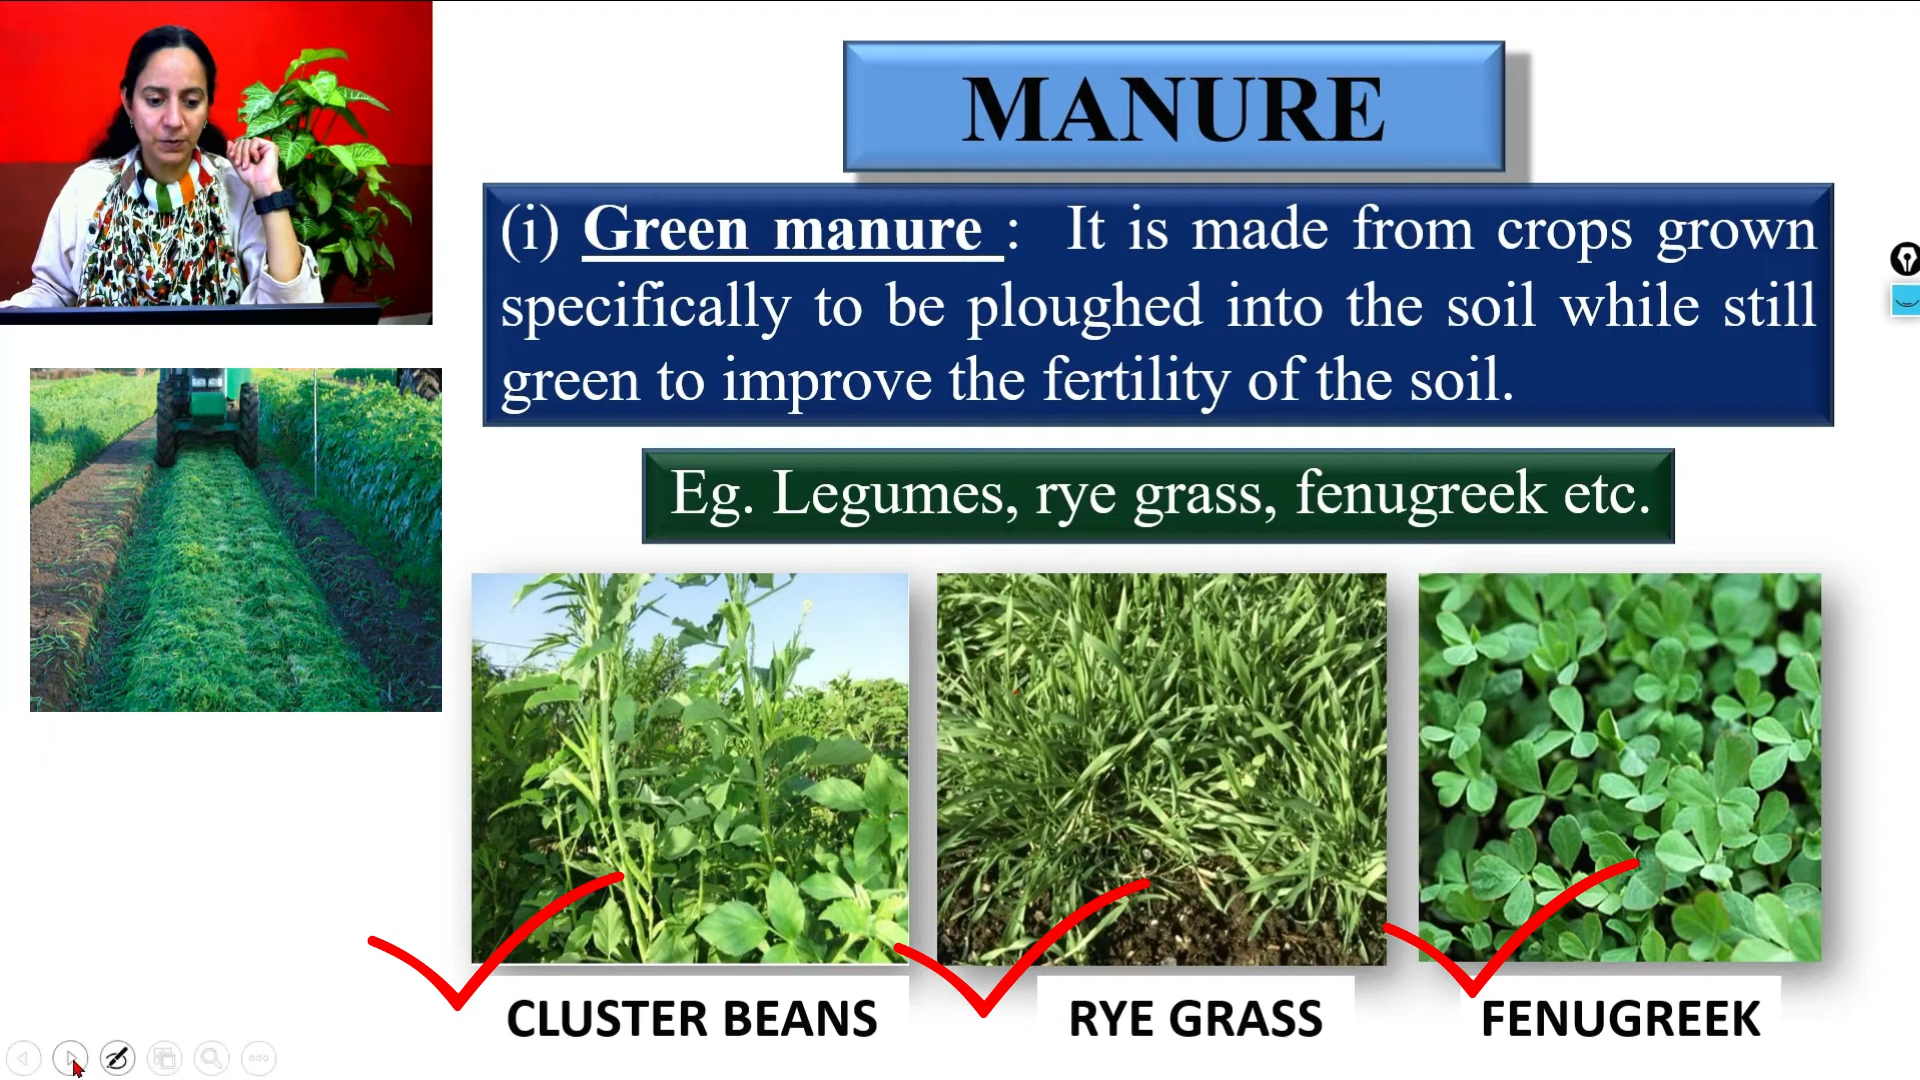 MANURE
(i) Green manure : It is made from crops grown
specifically to be ploughed into the soil while still
green to improve the fertility of the soil.
Eg. Legumes, rye grass, fenugreek etc.
CLUSTER BEANS
RYE GRASS
FENUGREEK